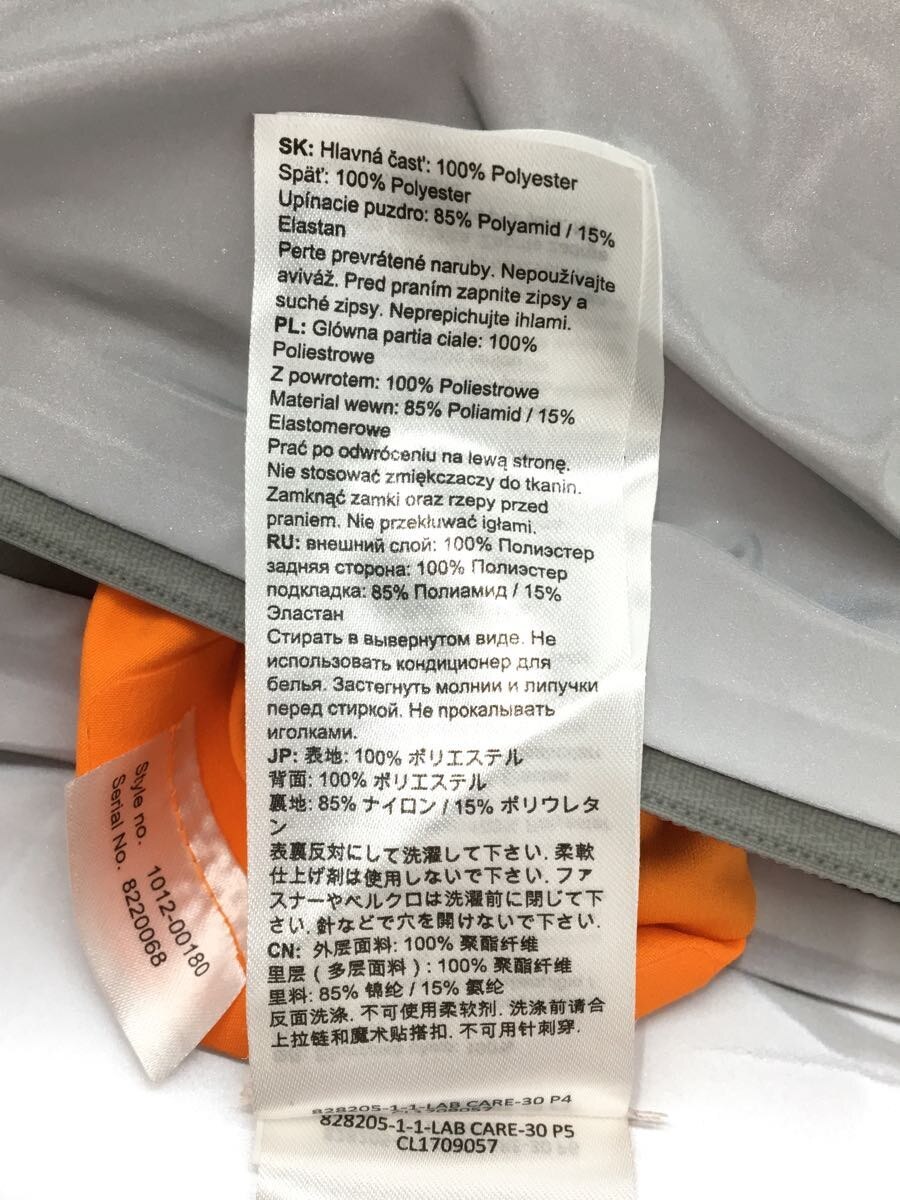 SK: Hlavná časť: 100% Polyester
Späť: 100% Polyester
Upínacie puzdro: 85% Polyamid / 15%
Elastan
Perte prevrátené naruby. Nepoužívajte
aviváž. Pred praním zapnite zipsy a
suché zipsy. Neprepichujte ihlami.
PL: Glówna partia ciale: 100%
Poliestrowe
Z powrotem: 100% Poliestrowe
Material wewn: 85% Poliamid / 15%
Elastomerowe
Prać po odwróceniu na lewą stronę.
Nie stosować zmiękczaczy do tkanin.
Zamknąć zamki oraz rzepy przed
praniem. Nie przekłuwać igłami.
RU: внешний слой: 100% Полиэстер
задняя сторона: 100% Полиэстер
подкладка: 85% Полиамид / 15%
Эластан
Стирать в вывернутом виде. Не
использовать кондиционер для
белья. Застегнуть молнии и липучки
перед стиркой. Не прокалывать
иголками.
JP: 表地: 100% ポリエステル
背面: 100% ポリエステル
裏地: 85% ナイロン / 15% ポリウレタ
ン
表裏反対にして洗濯して下さい. 柔軟
仕上げ剤は使用しないで下さい. ファ
スナーやベルクロは洗濯前に閉じて下
さい. 針などで穴を開けないで下さい.
CN: 外层面料: 100% 聚酯纤维
里层 ( 多层面料 ) : 100% 聚酯纤维
里料: 85% 锦纶 / 15% 氨纶
反面洗涤. 不可使用柔软剂. 洗涤前请合
上拉链和魔术贴搭扣. 不可用针刺穿.
828205-1-1-LAB CARE-30 P4
828205-1-1-LAB CARE-30 P5
CL1709057
Style no. 1012-00180
Serial No. 8220068